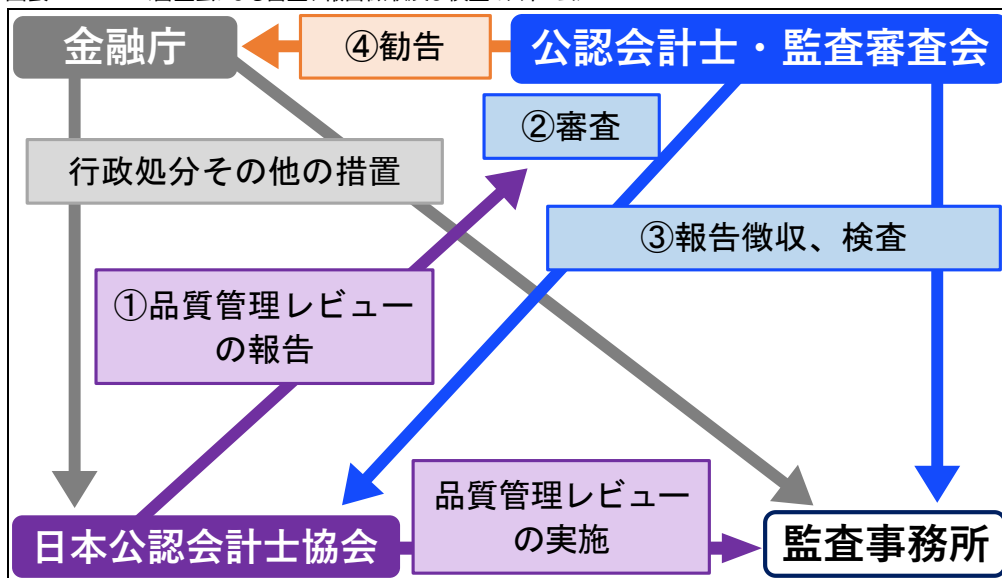 金融庁
④勧告
公認会計士・監査審査会
②審査
行政処分その他の措置
③報告徴収、検査
①品質管理レビュー
の報告
品質管理レビュー
の実施
日本公認会計士協会
監査事務所